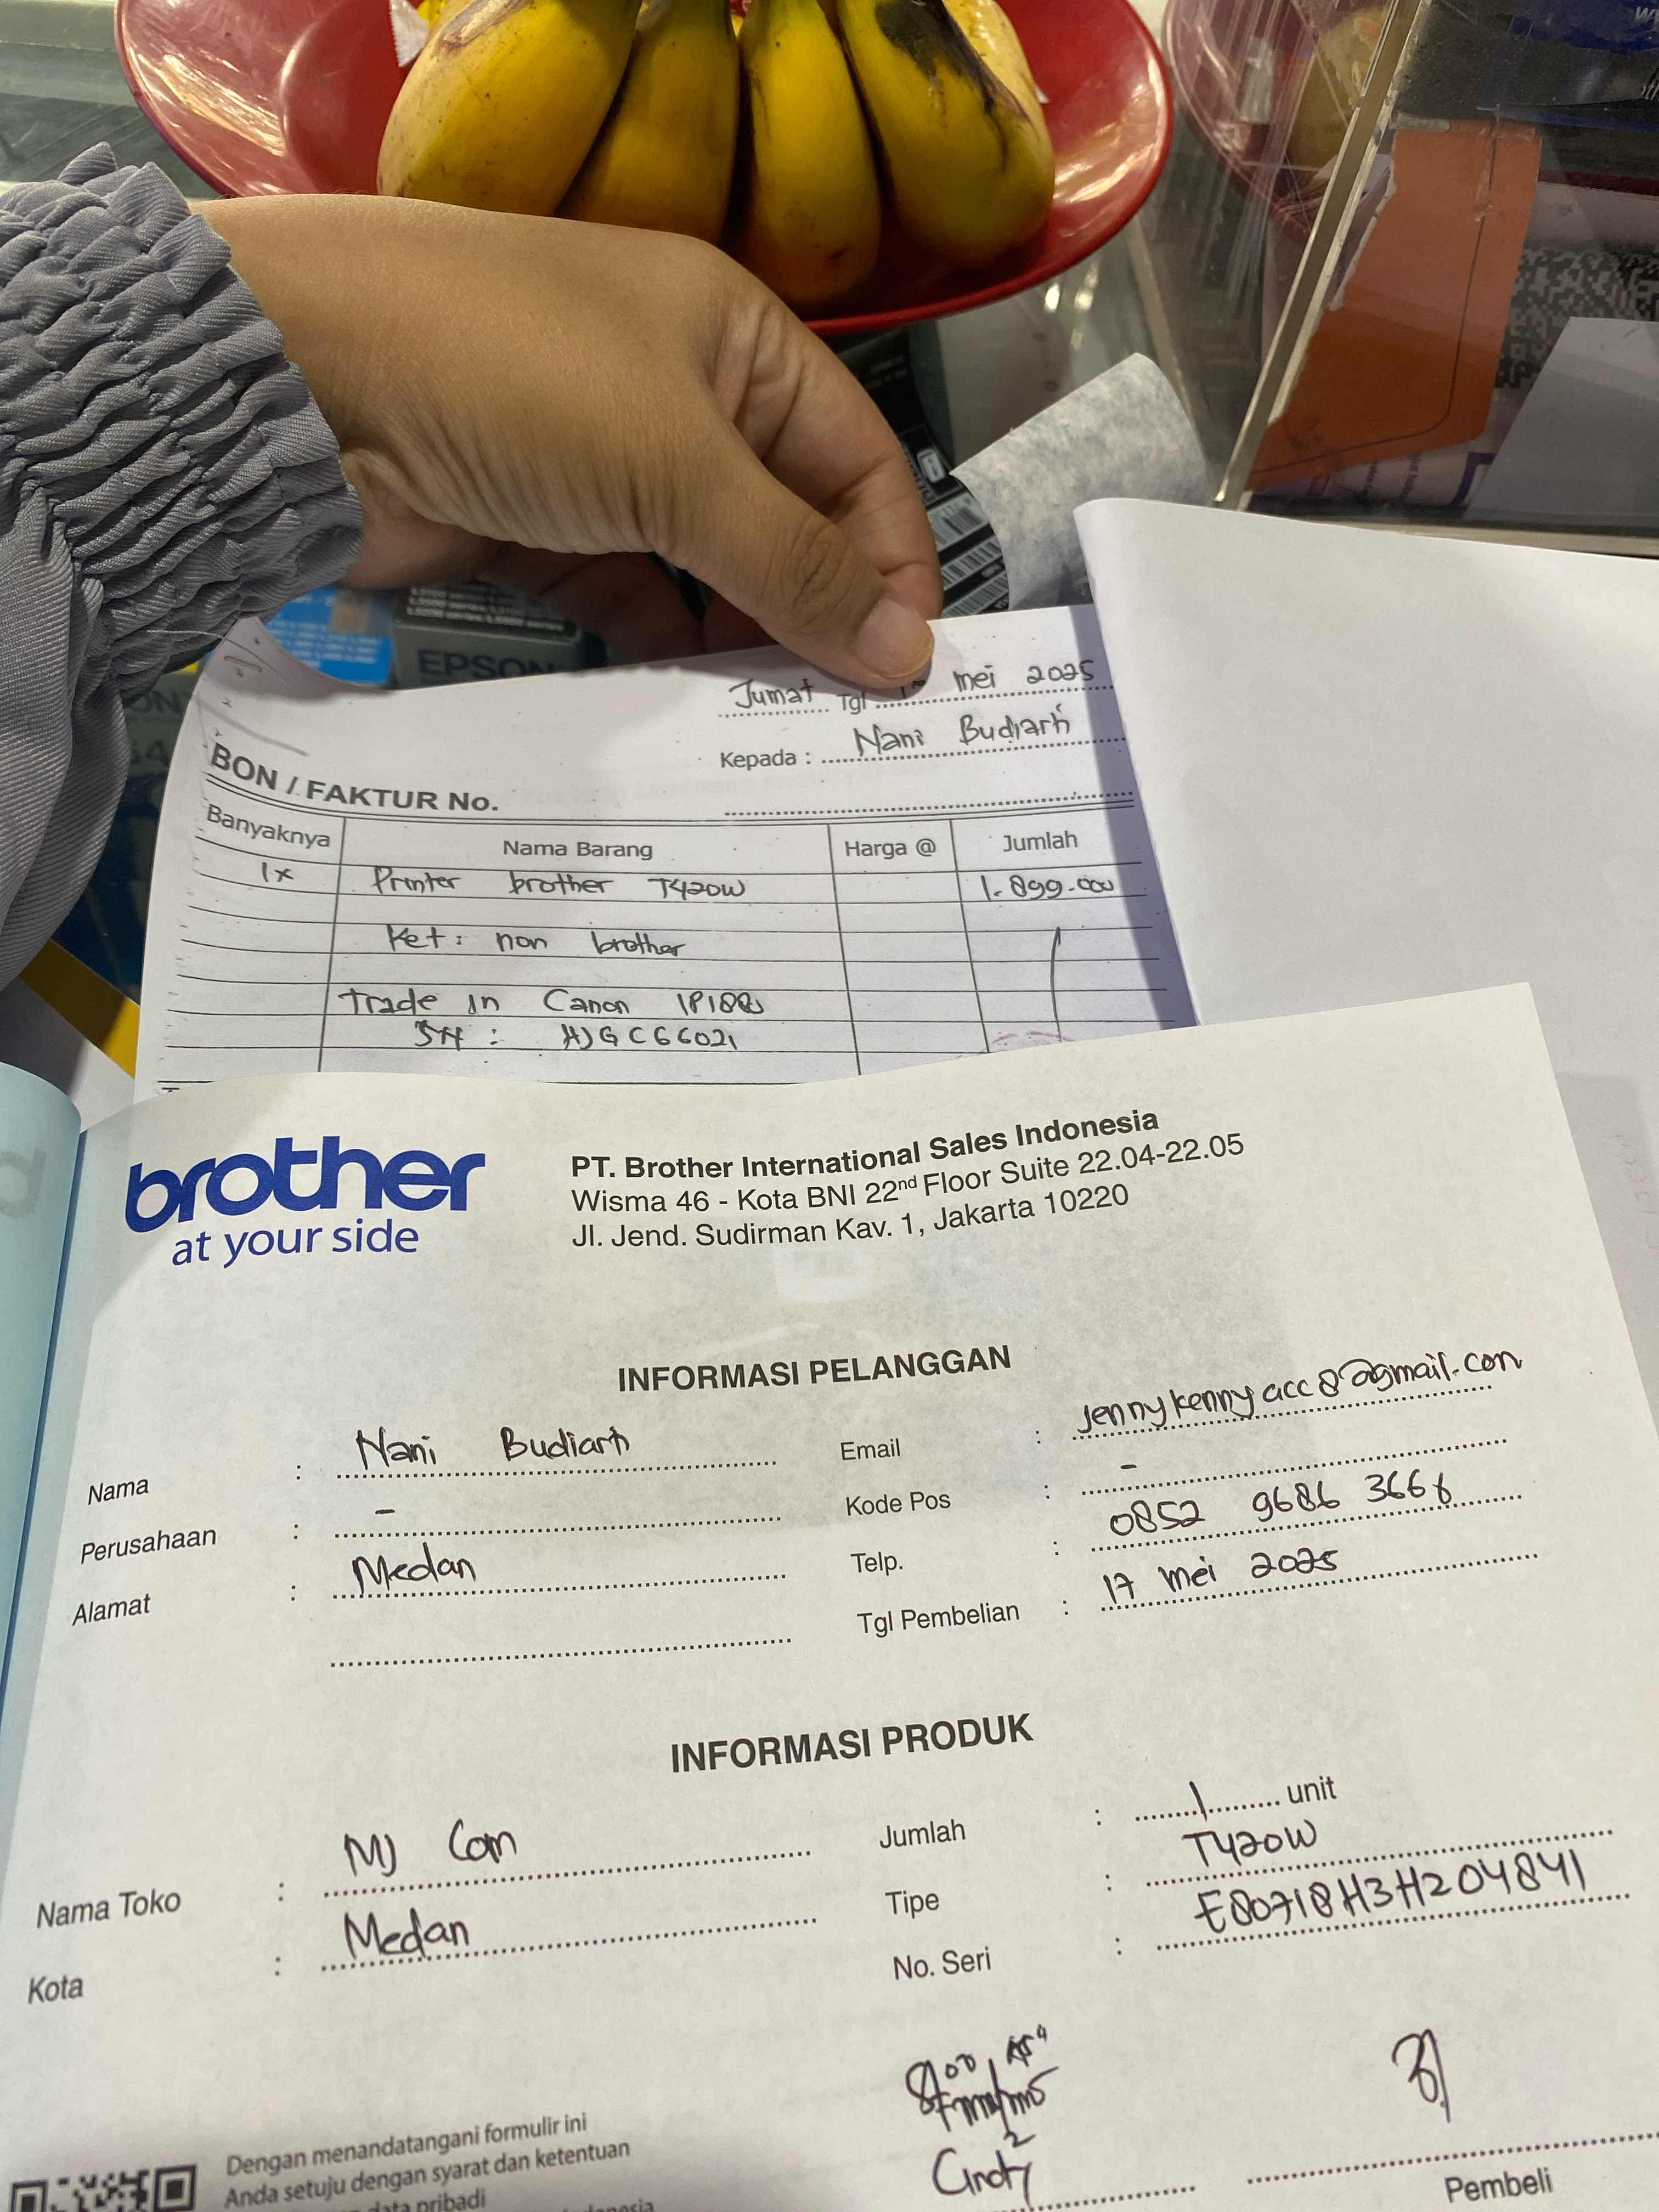 EPSON
Jumat Tgl mei 2025
Kepada : Nani Budiarti
BON / FAKTUR No.
Banyaknya Nama Barang Harga @ Jumlah
1x Printer brother T420W 1.899.000
Ket : non brother
Trade In Canon IP1880
SN : HJGC66021
brother
at your side
PT. Brother International Sales Indonesia
Wisma 46 - Kota BNI 22nd Floor Suite 22.04-22.05
Jl. Jend. Sudirman Kav. 1, Jakarta 10220
INFORMASI PELANGGAN
Nama : Nani Budiarti
Perusahaan : -
Alamat : Medan
Email : jennykennyacc8@gmail.com
Kode Pos : -
Telp. : 0852 9686 3668
Tgl Pembelian : 17 mei 2025
INFORMASI PRODUK
Nama Toko : MJ Com
Kota : Medan
Jumlah : 1 unit
Tipe : T420W
No. Seri : E80718H3H204841
Cindy
Pembeli
Dengan menandatangani formulir ini
Anda setuju dengan syarat dan ketentuan
data pribadi